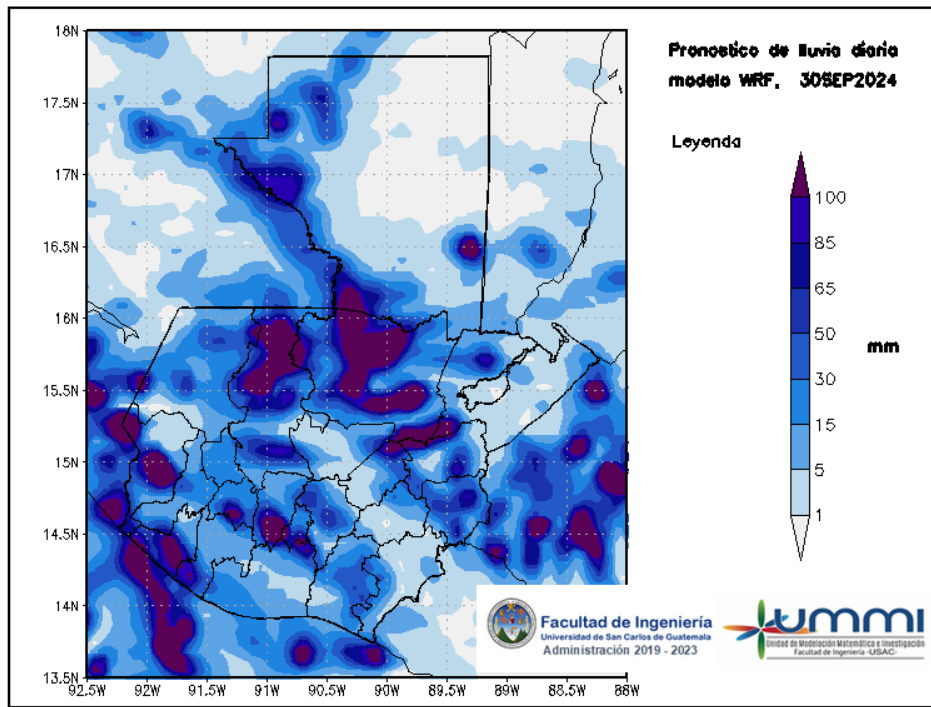 Pronostico de lluvia diaria
modelo WRF, 30SEP2024
Leyenda
18N
17.5N
17N
16.5N
16N
15.5N
15N
14.5N
14N
13.5N
92.5W
92W
91.5W
91W
90.5W
90W
89.5W
89W
88.5W
88W
100
85
65
50
30
15
5
1
mm
Facultad de Ingeniería
Universidad de San Carlos de Guatemala
Administración 2019 - 2023
UMMI
Unidad de Modelación Matemática e Investigación
Facultad de Ingeniería -USAC-